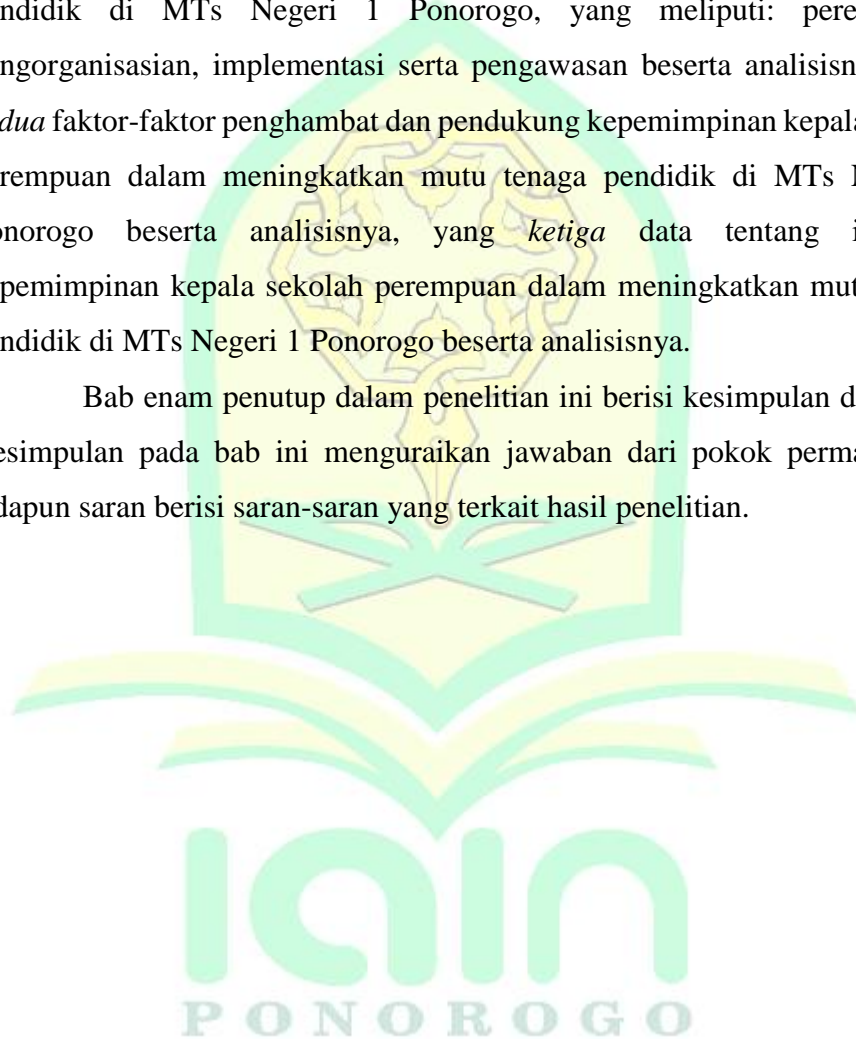 ndidik di MTs Negeri 1 Ponorogo, yang meliputi: pere
ngorganisasian, implementasi serta pengawasan beserta analisisn
dua faktor-faktor penghambat dan pendukung kepemimpinan kepala
rempuan dalam meningkatkan mutu tenaga pendidik di MTs N
onorogo beserta analisisnya, yang ketiga data tentang i
pemimpinan kepala sekolah perempuan dalam meningkatkan mut
ndidik di MTs Negeri 1 Ponorogo beserta analisisnya.
Bab enam penutup dalam penelitian ini berisi kesimpulan d
esimpulan pada bab ini menguraikan jawaban dari pokok perma
dapun saran berisi saran-saran yang terkait hasil penelitian.
iain
PONOROGO